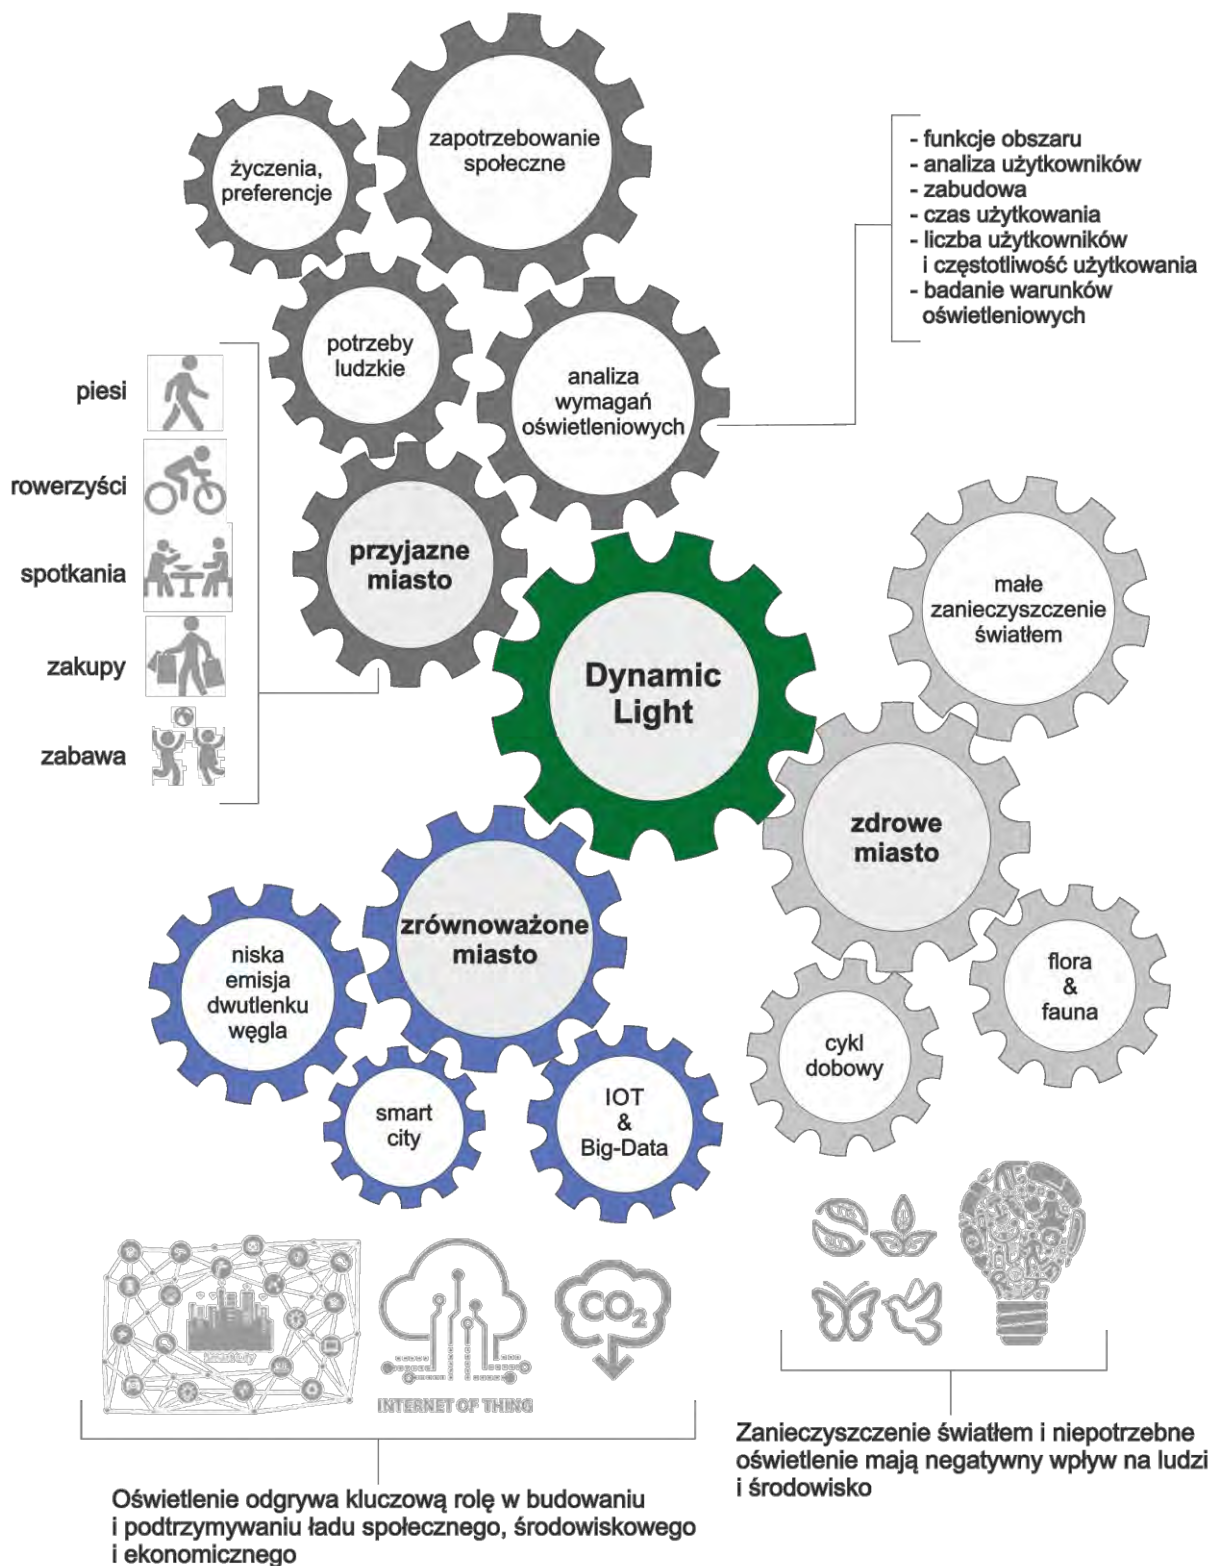 zapotrzebowanie
społeczne
życzenia,
preferencje
- funkcje obszaru
- analiza użytkowników
- zabudowa
- czas użytkowania
- liczba użytkowników
i częstotliwość użytkowania
- badanie warunków
oświetleniowych
potrzeby
ludzkie
analiza
wymagań
oświetleniowych
piesi
rowerzyści
spotkania
zakupy
zabawa
przyjazne
miasto
małe
zanieczyszczenie
światłem
Dynamic
Light
zdrowe
miasto
zrównoważone
miasto
niska
emisja
dwutlenku
węgla
flora
&
fauna
cykl
dobowy
smart
city
IOT
&
Big-Data
CO2
INTERNET OF THING
Zanieczyszczenie światłem i niepotrzebne
oświetlenie mają negatywny wpływ na ludzi
i środowisko
Oświetlenie odgrywa kluczową rolę w budowaniu
i podtrzymywaniu ładu społecznego, środowiskowego
i ekonomicznego